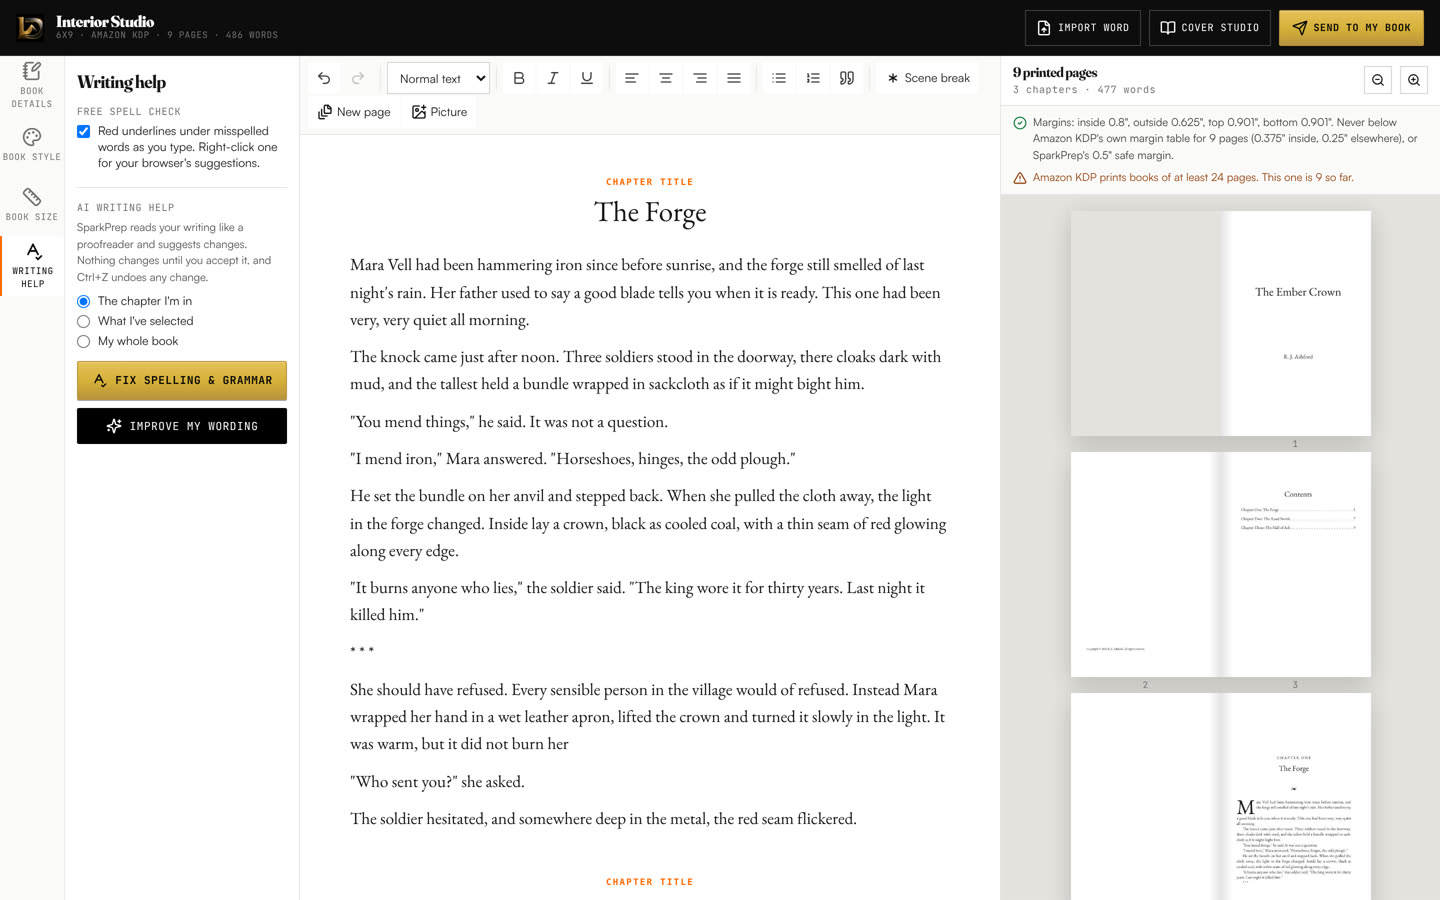 Interior Studio
6X9 · AMAZON KDP · 9 PAGES · 486 WORDS
IMPORT WORD
COVER STUDIO
SEND TO MY BOOK
BOOK DETAILS
BOOK STYLE
BOOK SIZE
WRITING HELP
Writing help
FREE SPELL CHECK
Red underlines under misspelled
words as you type. Right-click one
for your browser's suggestions.
AI WRITING HELP
SparkPrep reads your writing like a
proofreader and suggests changes.
Nothing changes until you accept it, and
Ctrl+Z undoes any change.
The chapter I'm in
What I've selected
My whole book
FIX SPELLING & GRAMMAR
IMPROVE MY WORDING
Normal text
B I U
Scene break
New page
Picture
CHAPTER TITLE
The Forge
Mara Vell had been hammering iron since before sunrise, and the forge still smelled of last
night's rain. Her father used to say a good blade tells you when it is ready. This one had been
very, very quiet all morning.
The knock came just after noon. Three soldiers stood in the doorway, there cloaks dark with
mud, and the tallest held a bundle wrapped in sackcloth as if it might bight him.
"You mend things," he said. It was not a question.
"I mend iron," Mara answered. "Horseshoes, hinges, the odd plough."
He set the bundle on her anvil and stepped back. When she pulled the cloth away, the light
in the forge changed. Inside lay a crown, black as cooled coal, with a thin seam of red glowing
along every edge.
"It burns anyone who lies," the soldier said. "The king wore it for thirty years. Last night it
killed him."
* * *
She should have refused. Every sensible person in the village would of refused. Instead Mara
wrapped her hand in a wet leather apron, lifted the crown and turned it slowly in the light. It
was warm, but it did not burn her
"Who sent you?" she asked.
The soldier hesitated, and somewhere deep in the metal, the red seam flickered.
CHAPTER TITLE
9 printed pages
3 chapters · 477 words
Margins: inside 0.8", outside 0.625", top 0.901", bottom 0.901". Never below
Amazon KDP's own margin table for 9 pages (0.375" inside, 0.25" elsewhere), or
SparkPrep's 0.5" safe margin.
Amazon KDP prints books of at least 24 pages. This one is 9 so far.
The Ember Crown
R. J. Ashford
1
Contents
Chapter One: The Forge
2
3
CHAPTER ONE
The Forge